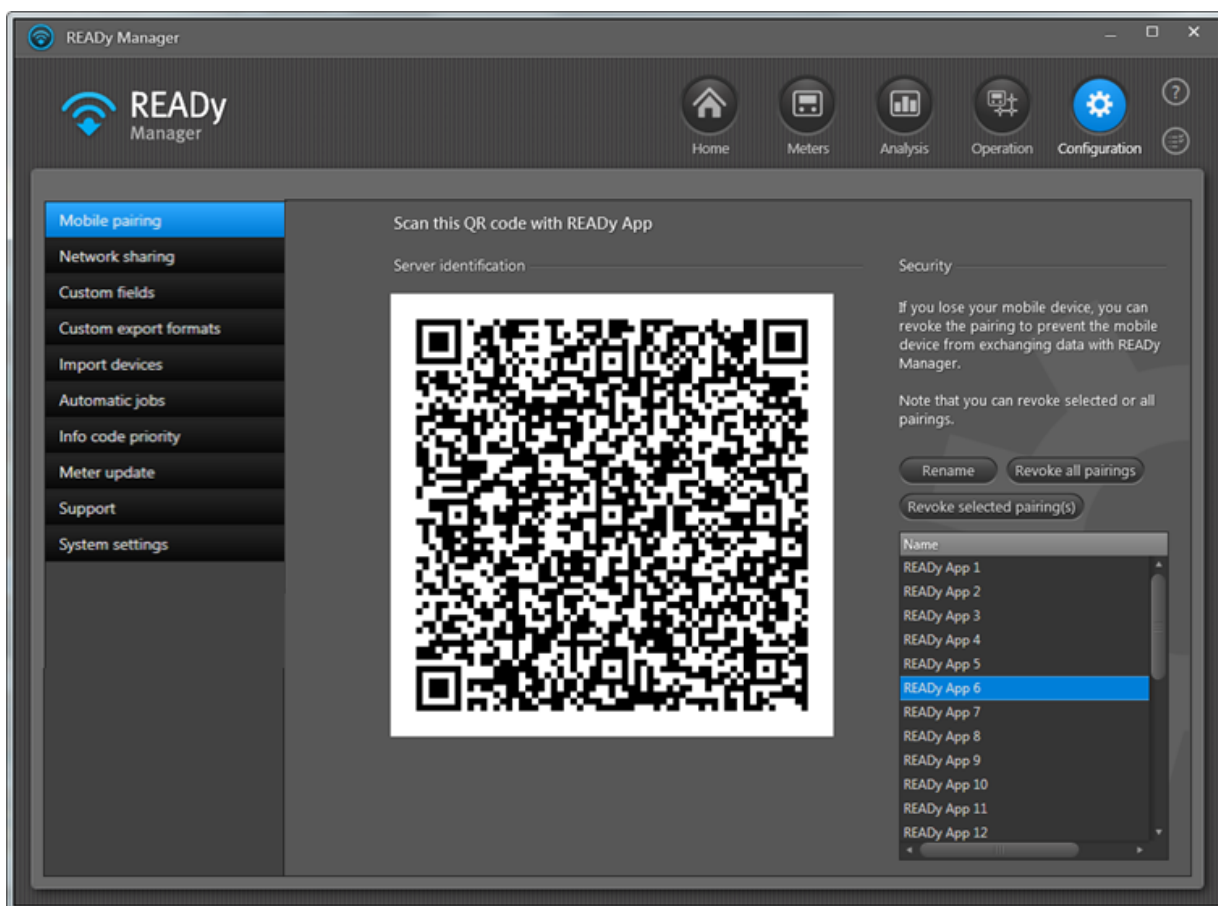 READy Manager
READy
Manager
Home
Meters
Analysis
Operation
Configuration
?
Mobile pairing
Network sharing
Custom fields
Custom export formats
Import devices
Automatic jobs
Info code priority
Meter update
Support
System settings
Scan this QR code with READy App
Server identification
Security
If you lose your mobile device, you can
revoke the pairing to prevent the mobile
device from exchanging data with READy
Manager.
Note that you can revoke selected or all
pairings.
Rename
Revoke all pairings
Revoke selected pairing(s)
Name
READy App 1
READy App 2
READy App 3
READy App 4
READy App 5
READy App 6
READy App 7
READy App 8
READy App 9
READy App 10
READy App 11
READy App 12